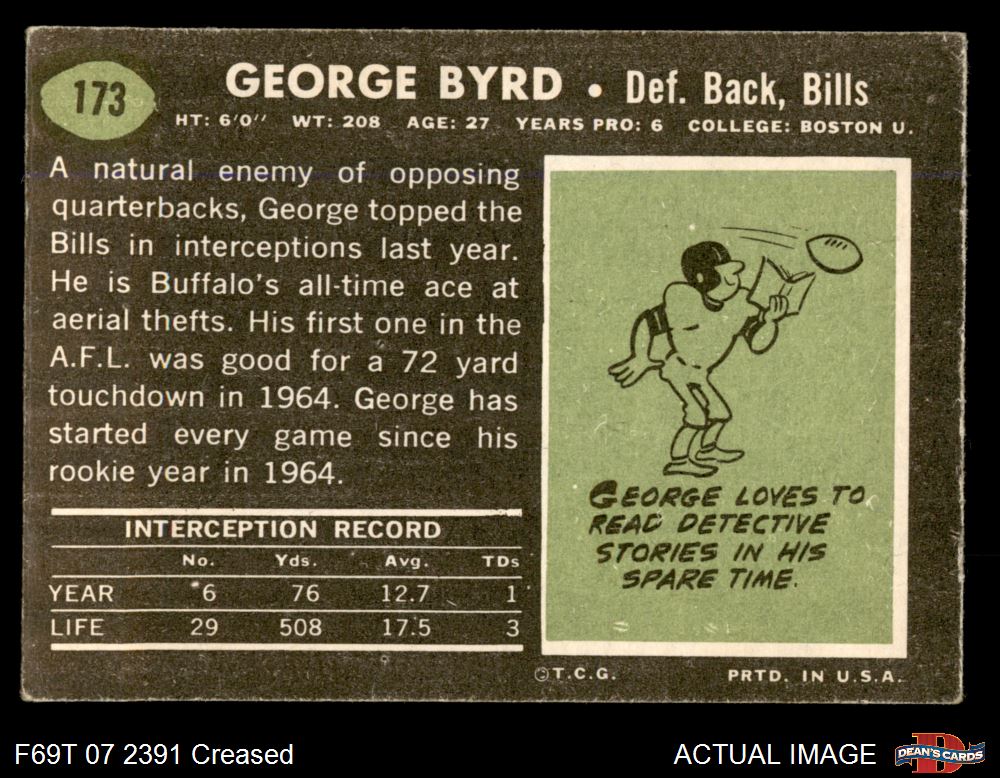 173
GEORGE BYRD • Def. Back, Bills
HT: 6'0'' WT: 208 AGE: 27 YEARS PRO: 6 COLLEGE: BOSTON U.
A natural enemy of opposing
quarterbacks, George topped the
Bills in interceptions last year.
He is Buffalo's all-time ace at
aerial thefts. His first one in the
A.F.L. was good for a 72 yard
touchdown in 1964. George has
started every game since his
rookie year in 1964.
INTERCEPTION RECORD
No. Yds. Avg. TDs
YEAR 6 76 12.7 1
LIFE 29 508 17.5 3
GEORGE LOVES TO
READ DETECTIVE
STORIES IN HIS
SPARE TIME.
©T.C.G. PRTD. IN U.S.A.
F69T 07 2391 Creased
ACTUAL IMAGE
DEAN'S CARDS